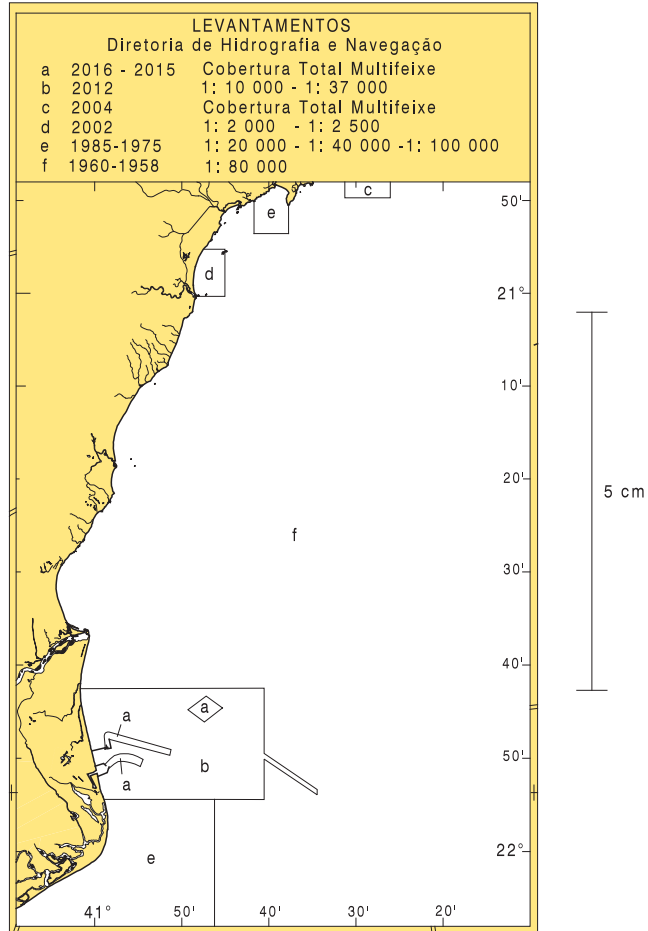 LEVANTAMENTOS
Diretoria de Hidrografia e Navegação
a 2016 - 2015 Cobertura Total Multifeixe
b 2012 1: 10 000 - 1: 37 000
c 2004 Cobertura Total Multifeixe
d 2002 1: 2 000 - 1: 2 500
e 1985-1975 1: 20 000 - 1: 40 000 -1: 100 000
f 1960-1958 1: 80 000
c
50'
e
d
21°
10'
20'
5 cm
f
30'
40'
a
a
50'
b
a
22°
e
41° 50' 40' 30' 20'